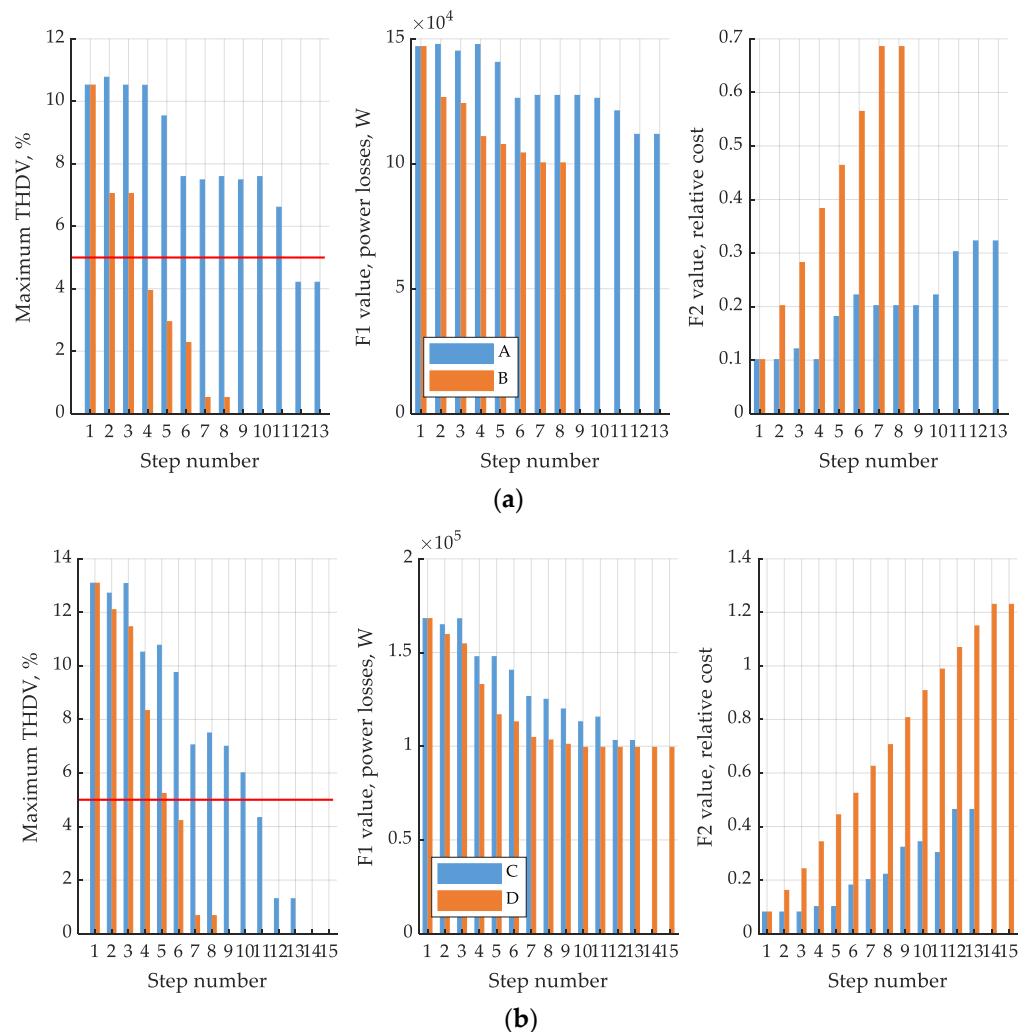 12
10
8
6
4
2
0
Maximum THDV, %
1 2 3 4 5 6 7 8 9 10 11 12 13
Step number
×10^4
15
10
5
0
F1 value, power losses, W
A
B
1 2 3 4 5 6 7 8 9 10 11 12 13
Step number
0.7
0.6
0.5
0.4
0.3
0.2
0.1
0
F2 value, relative cost
1 2 3 4 5 6 7 8 9 10 11 12 13
Step number
(a)
14
12
10
8
6
4
2
0
Maximum THDV, %
1 2 3 4 5 6 7 8 9 10 11 12 13 14 15
Step number
×10^5
2
1.5
1
0.5
0
F1 value, power losses, W
C
D
1 2 3 4 5 6 7 8 9 10 11 12 13 14 15
Step number
1.4
1.2
1
0.8
0.6
0.4
0.2
0
F2 value, relative cost
1 2 3 4 5 6 7 8 9 10 11 12 13 14 15
Step number
(b)